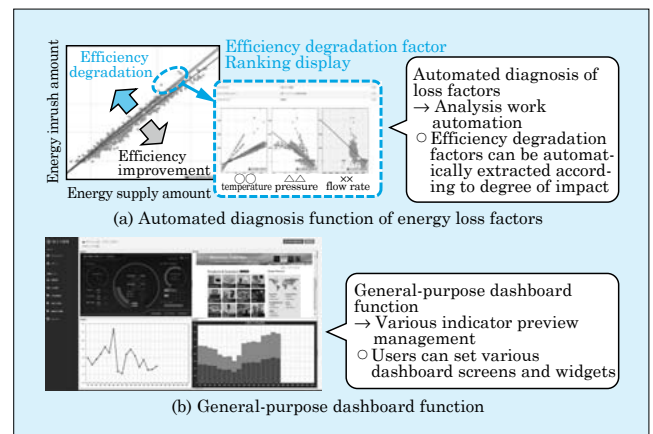 Efficiency degradation factor
Ranking display
Efficiency
degradation
Energy inrush amount
Efficiency
improvement
Energy supply amount
○○
temperature
△△
pressure
××
flow rate
Automated diagnosis of
loss factors
→ Analysis work
automation
○ Efficiency degradation
factors can be automat-
ically extracted accord-
ing to degree of impact
(a) Automated diagnosis function of energy loss factors
General-purpose dashboard
function
→ Various indicator preview
management
○ Users can set various
dashboard screens and widgets
(b) General-purpose dashboard function